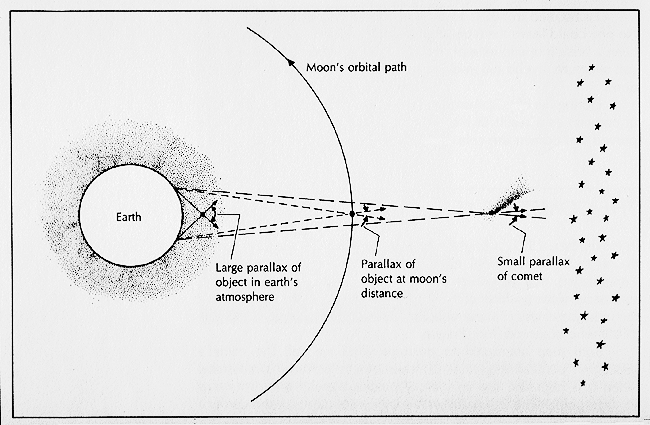 Moon's orbital path
Earth
Large parallax of
object in earth's
atmosphere
Parallax of
object at moon's
distance
Small parallax
of comet